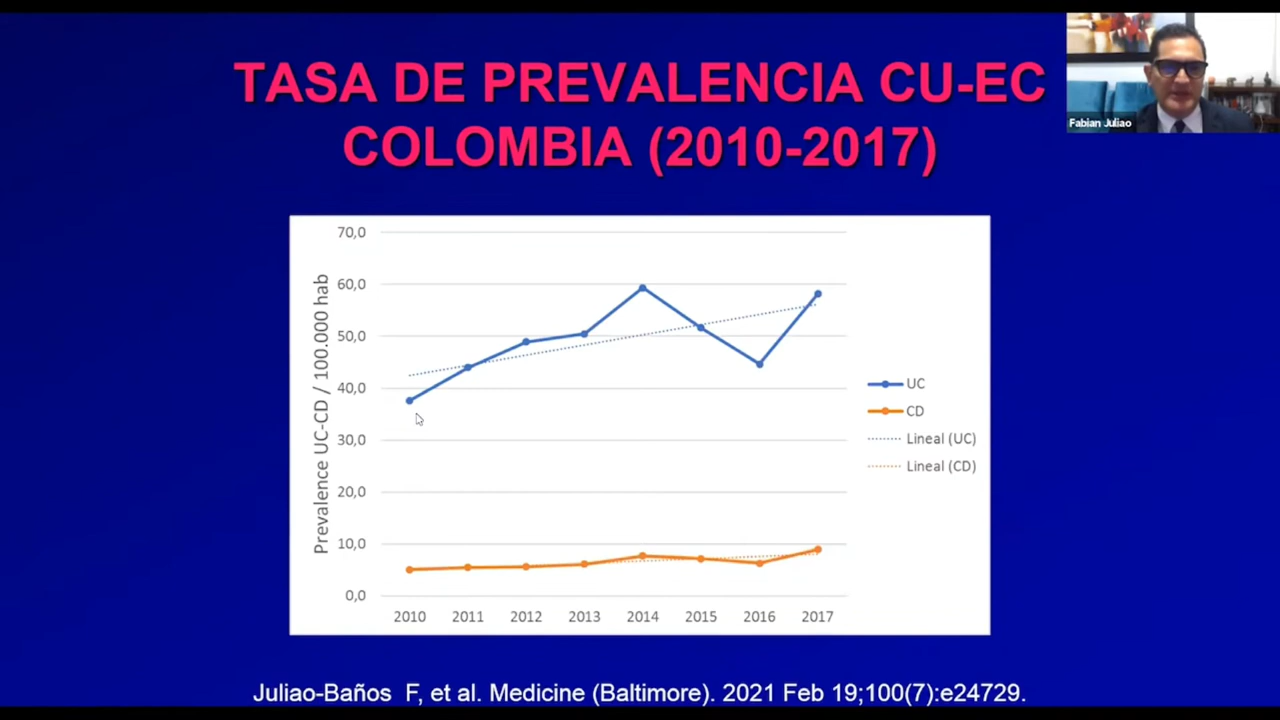 TASA DE PREVALENCIA CU-EC
COLOMBIA (2010-2017)
Fabian Juliao
Prevalence UC-CD / 100.000 hab
70,0
60,0
50,0
40,0
30,0
20,0
10,0
0,0
2010 2011 2012 2013 2014 2015 2016 2017
UC
CD
Lineal (UC)
Lineal (CD)
Juliao-Baños F, et al. Medicine (Baltimore). 2021 Feb 19;100(7):e24729.